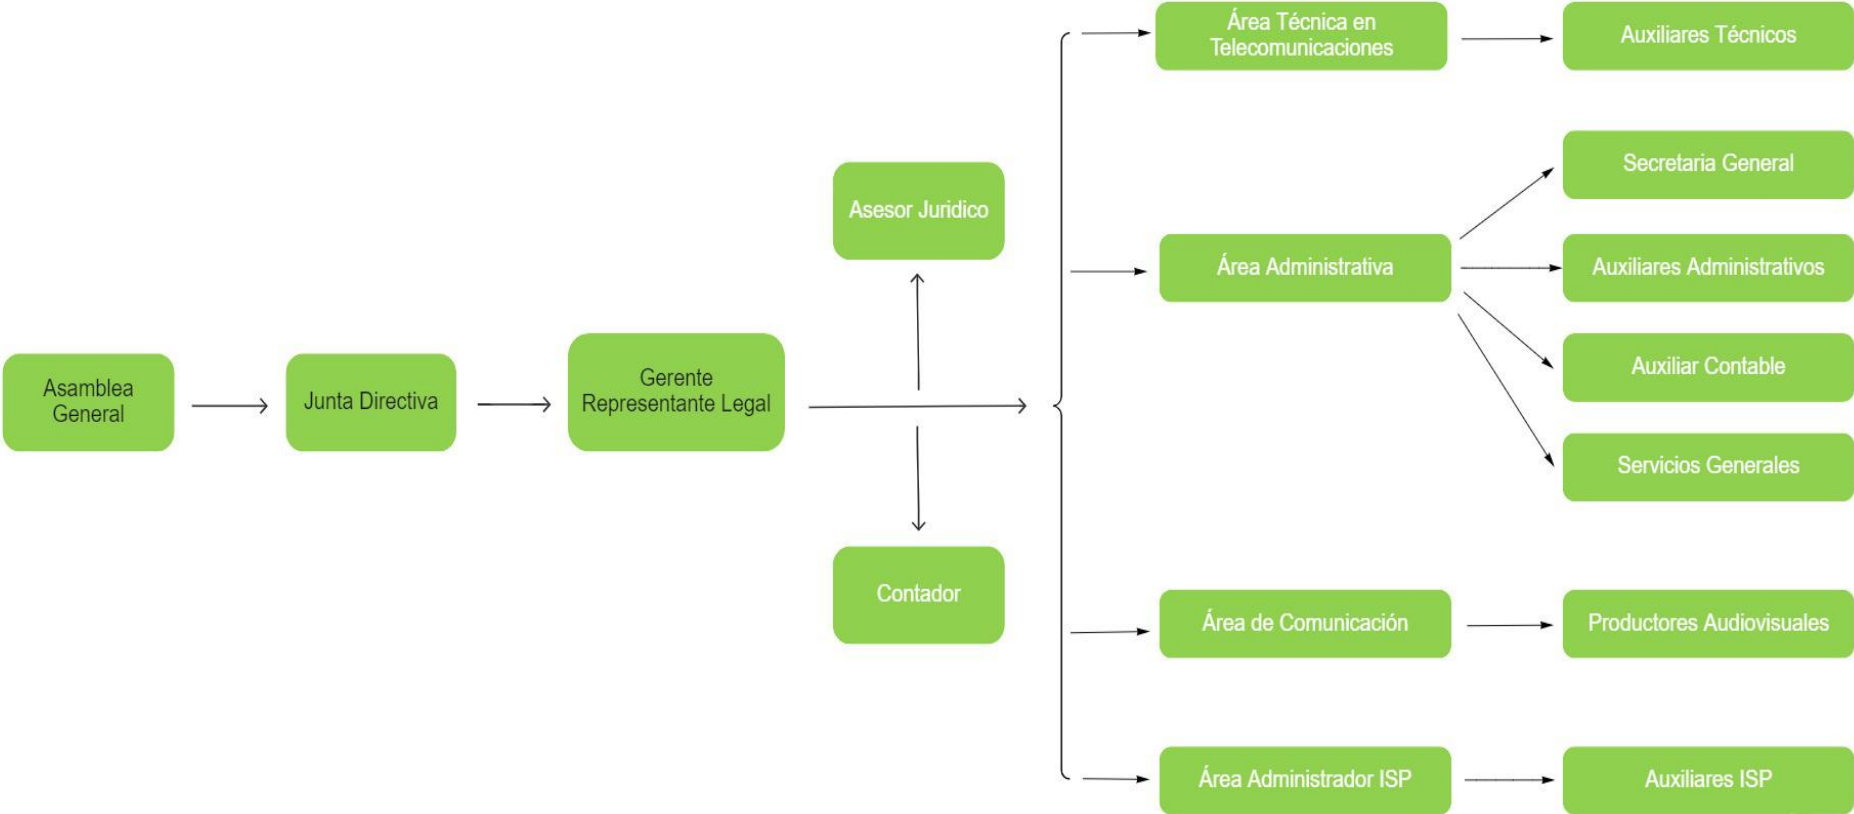 Asamblea
General
Junta Directiva
Gerente
Representante Legal
Asesor Juridico
Contador
Área Técnica en
Telecomunicaciones
Auxiliares Técnicos
Área Administrativa
Secretaria General
Auxiliares Administrativos
Auxiliar Contable
Servicios Generales
Área de Comunicación
Productores Audiovisuales
Área Administrador ISP
Auxiliares ISP